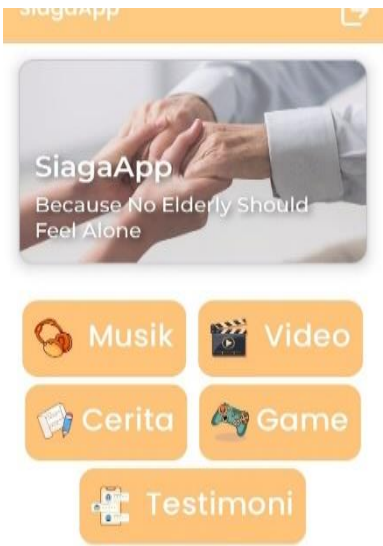 SiagaApp
SiagaApp
Because No Elderly Should
Feel Alone
Musik
Video
Cerita
Game
Testimoni